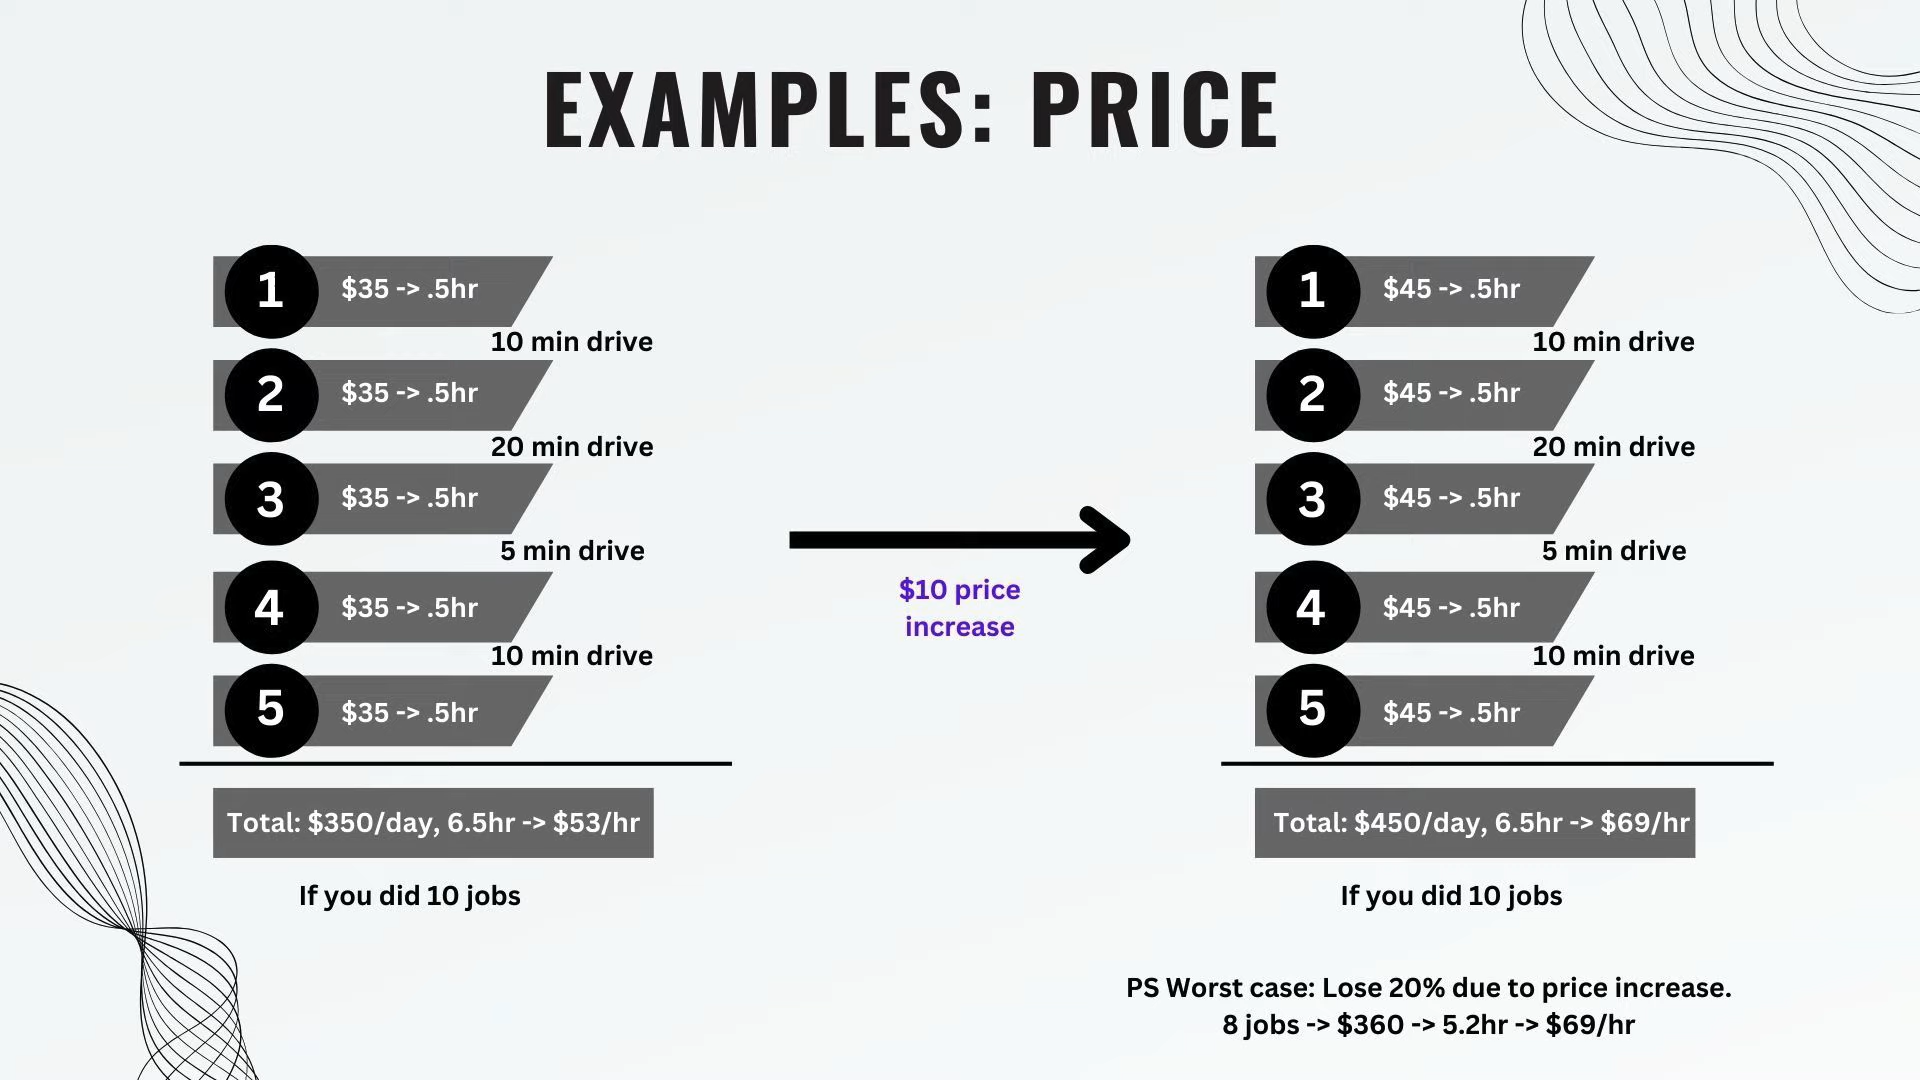 EXAMPLES: PRICE
1 $35 -> .5hr
10 min drive
2 $35 -> .5hr
20 min drive
3 $35 -> .5hr
5 min drive
4 $35 -> .5hr
10 min drive
5 $35 -> .5hr
Total: $350/day, 6.5hr -> $53/hr
If you did 10 jobs
$10 price
increase
1 $45 -> .5hr
10 min drive
2 $45 -> .5hr
20 min drive
3 $45 -> .5hr
5 min drive
4 $45 -> .5hr
10 min drive
5 $45 -> .5hr
Total: $450/day, 6.5hr -> $69/hr
If you did 10 jobs
PS Worst case: Lose 20% due to price increase.
8 jobs -> $360 -> 5.2hr -> $69/hr